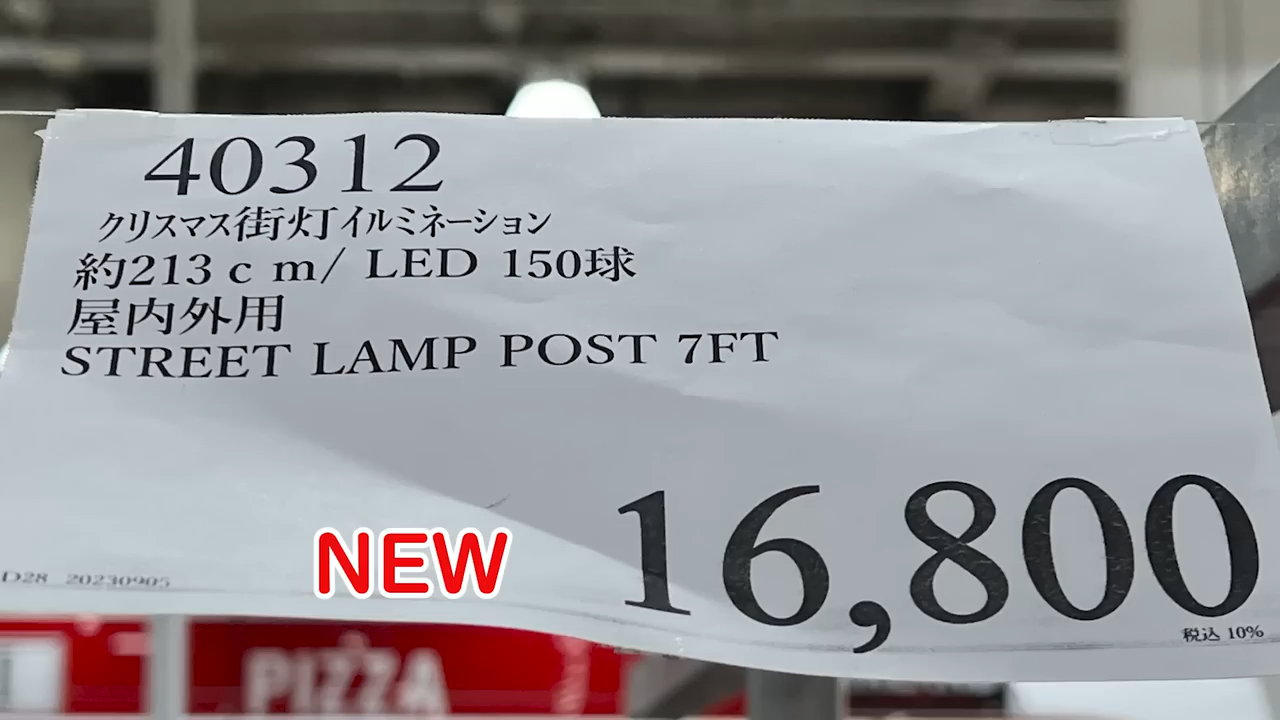 40312
クリスマス街灯イルミネーション
約213ｃｍ/ LED 150球
屋内外用
STREET LAMP POST 7FT
16,800
NEW
D28 20230905
税込 10%
PIZZA